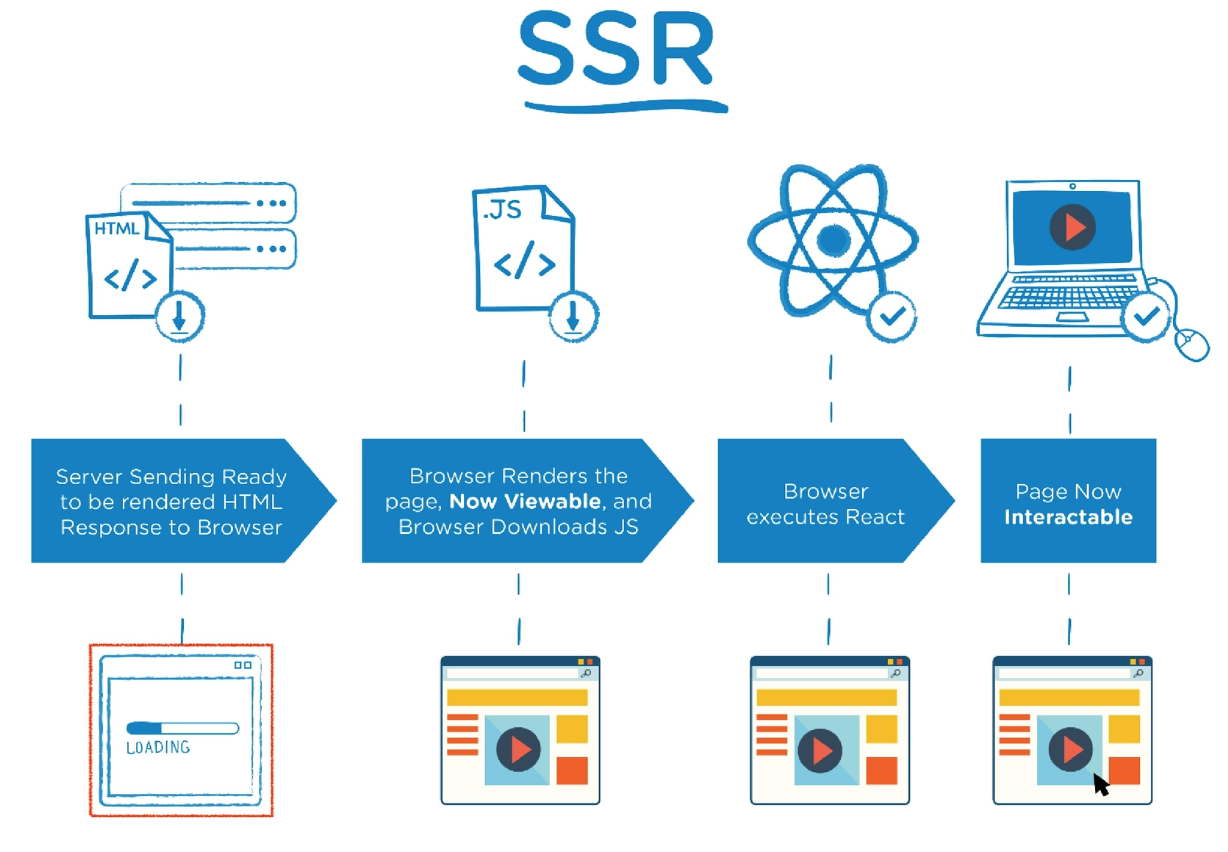 SSR
HTML
</>
.JS
</>
Server Sending Ready
to be rendered HTML
Response to Browser
Browser Renders the
page, Now Viewable, and
Browser Downloads JS
Browser
executes React
Page Now
Interactable
LOADING